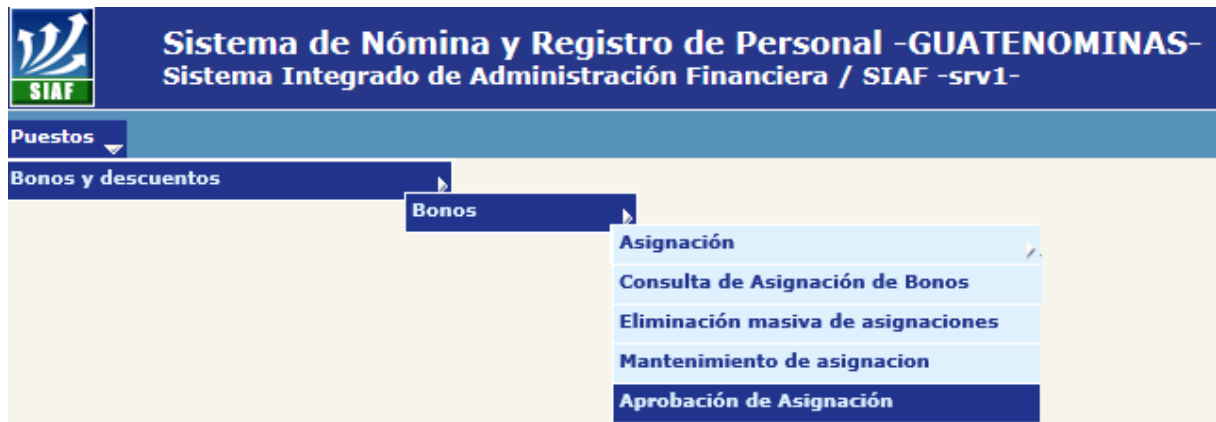 Sistema de Nómina y Registro de Personal -GUATENOMINAS-
SIAF
Sistema Integrado de Administración Financiera / SIAF -srv1-
Puestos
Bonos y descuentos
Bonos
Asignación
Consulta de Asignación de Bonos
Eliminación masiva de asignaciones
Mantenimiento de asignacion
Aprobación de Asignación